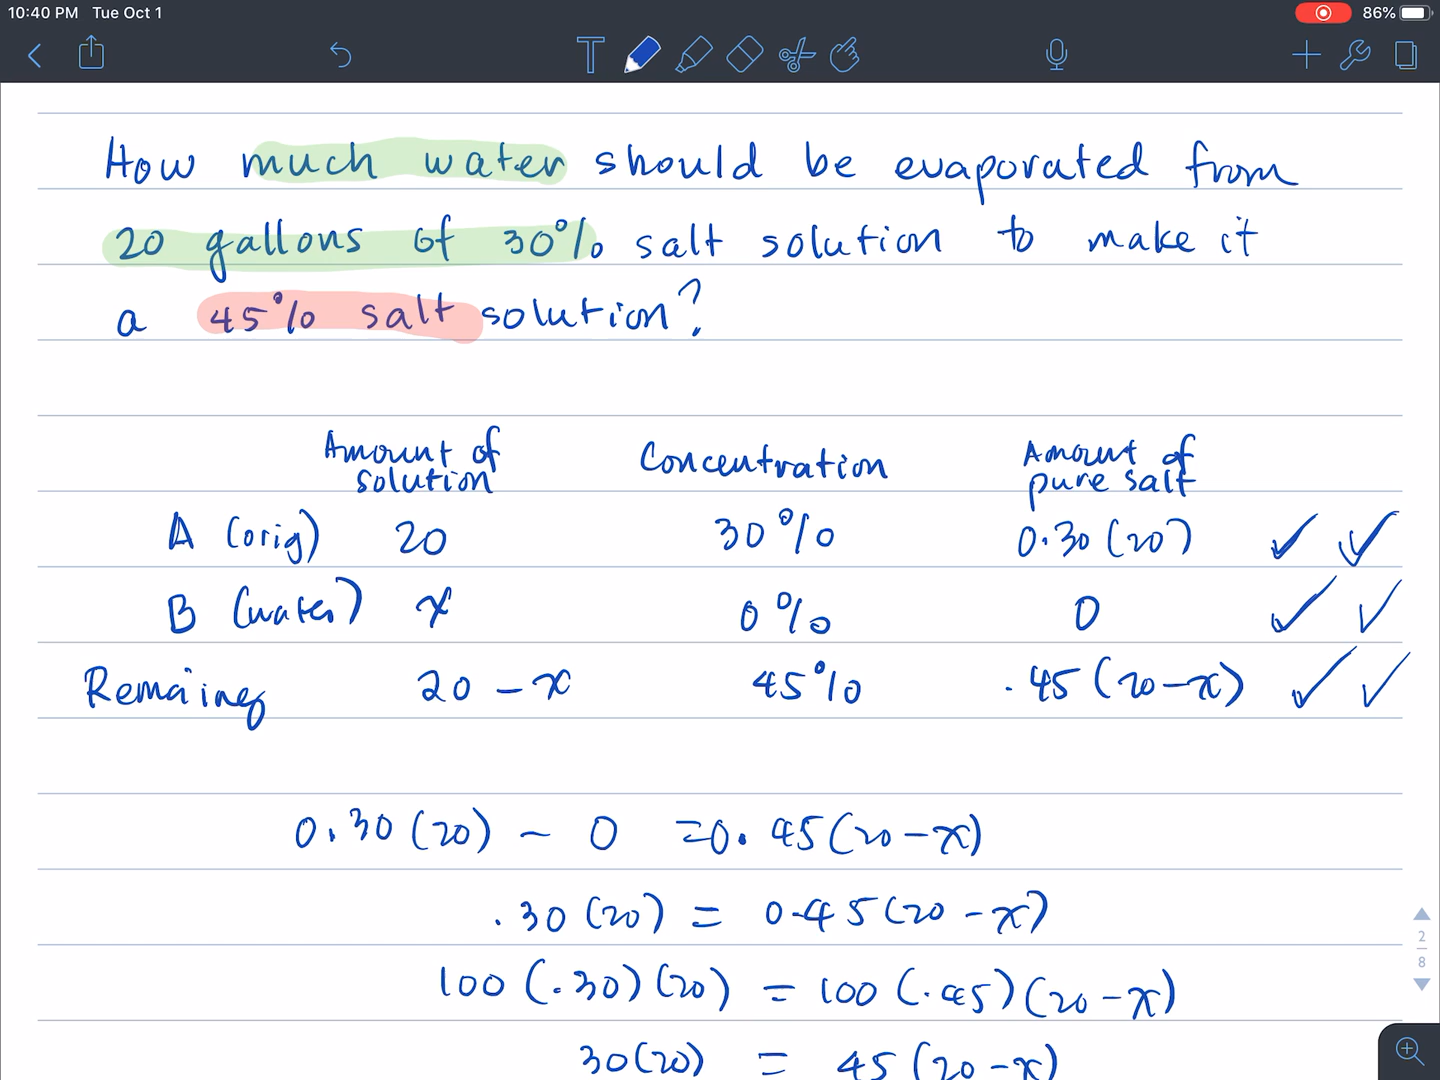 10:40 PM Tue Oct 1
86%
How much water should be evaporated from
20 gallons of 30% salt solution to make it
a 45% salt solution?
Amount of solution Concentration Amount of pure salt
A (orig) 20 30% 0.30 (20) ✓ ✓
B (water) x 0% 0 ✓ ✓
Remaining 20 - x 45% .45 (20-x) ✓ ✓
0.30 (20) - 0 = 0.45 (20-x)
.30 (20) = 0.45 (20-x)
100 (.30) (20) = 100 (.45) (20-x)
30 (20) = 45 (20-x)
2
8